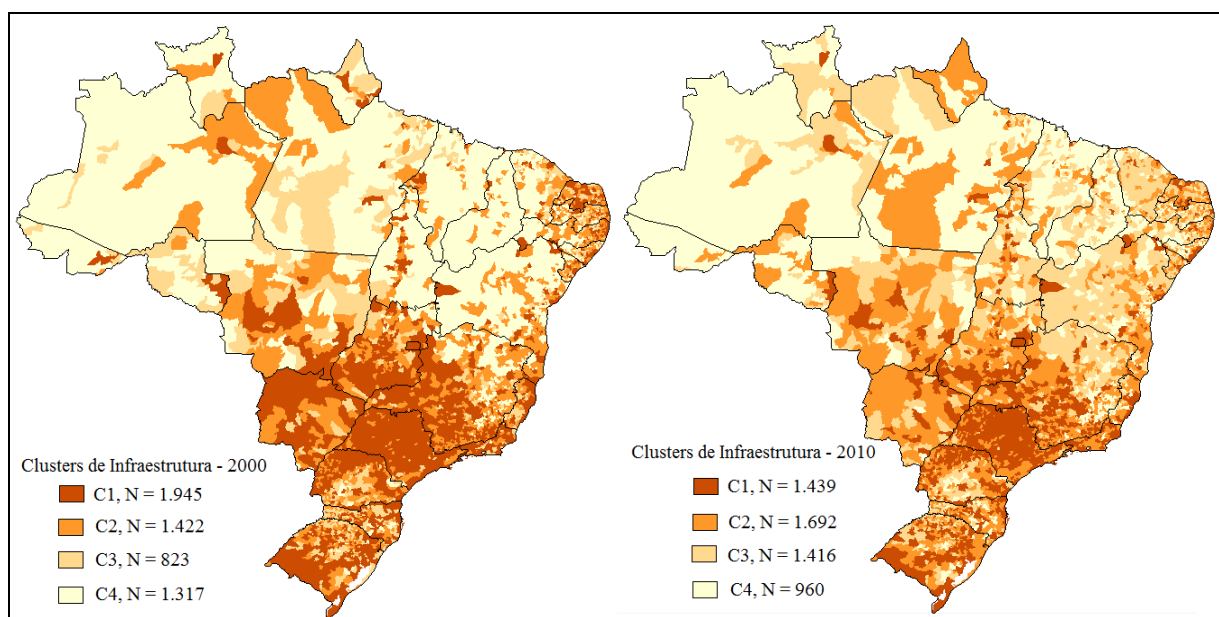 Clusters de Infraestrutura - 2000
C1, N = 1.945
C2, N = 1.422
C3, N = 823
C4, N = 1.317
Clusters de Infraestrutura - 2010
C1, N = 1.439
C2, N = 1.692
C3, N = 1.416
C4, N = 960